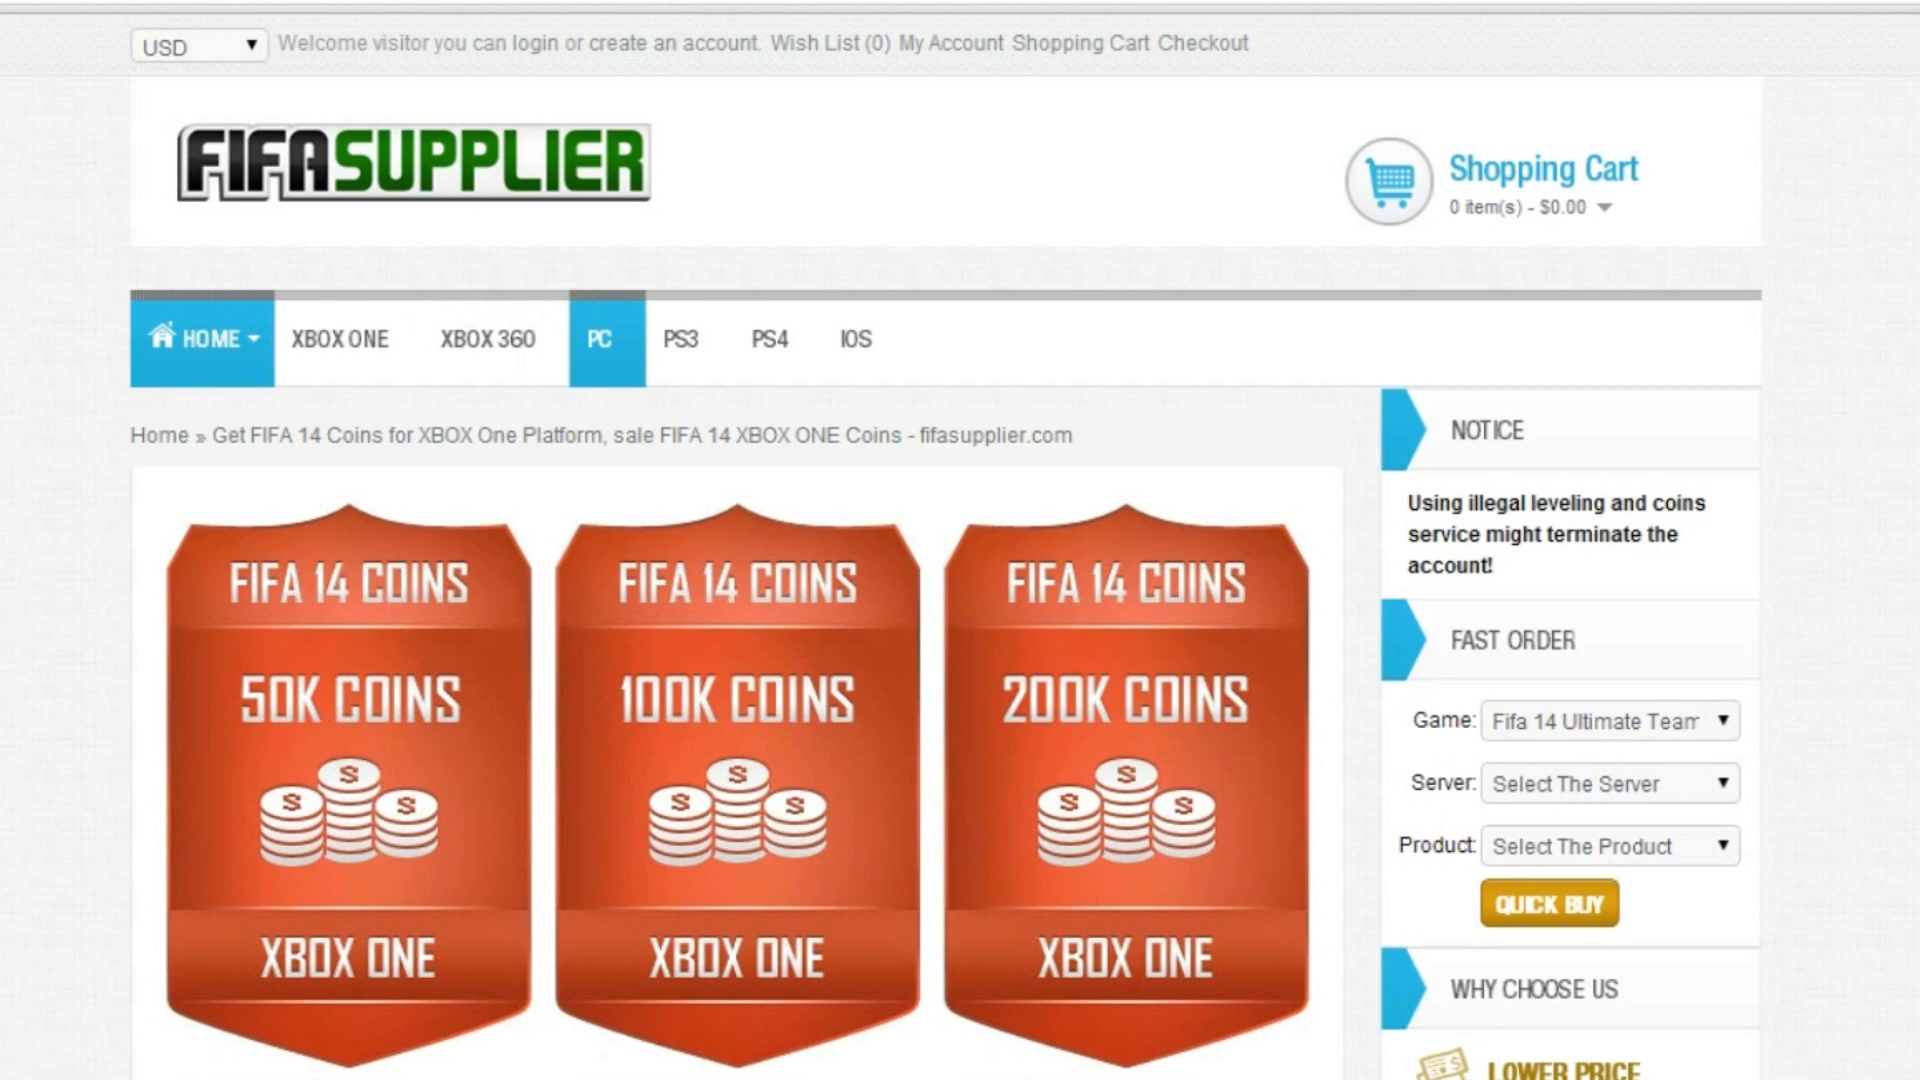 USD Welcome visitor you can login or create an account. Wish List (0) My Account Shopping Cart Checkout
FIFASUPPLIER
Shopping Cart
0 item(s) - $0.00
HOME XBOX ONE XBOX 360 PC PS3 PS4 IOS
Home » Get FIFA 14 Coins for XBOX One Platform, sale FIFA 14 XBOX ONE Coins - fifasupplier.com
FIFA 14 COINS
50K COINS
S S S
XBOX ONE
FIFA 14 COINS
100K COINS
S S S
XBOX ONE
FIFA 14 COINS
200K COINS
S S S
XBOX ONE
NOTICE
Using illegal leveling and coins
service might terminate the
account!
FAST ORDER
Game: Fifa 14 Ultimate Team
Server: Select The Server
Product: Select The Product
QUICK BUY
WHY CHOOSE US
LOWER PRICE